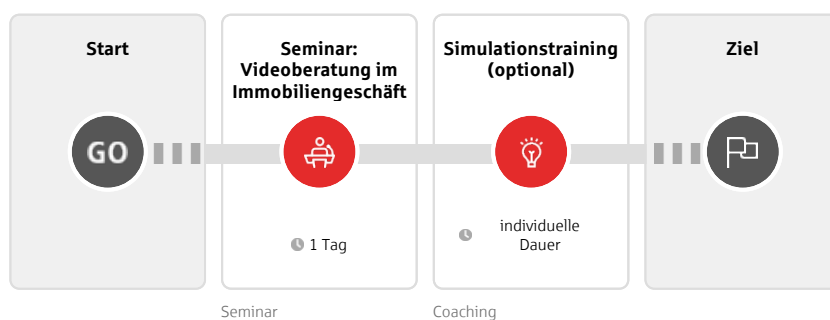 Start
Seminar:
Videoberatung im
Immobiliengeschäft
Simulationstraining
(optional)
Ziel
GO
1 Tag
individuelle
Dauer
Seminar
Coaching